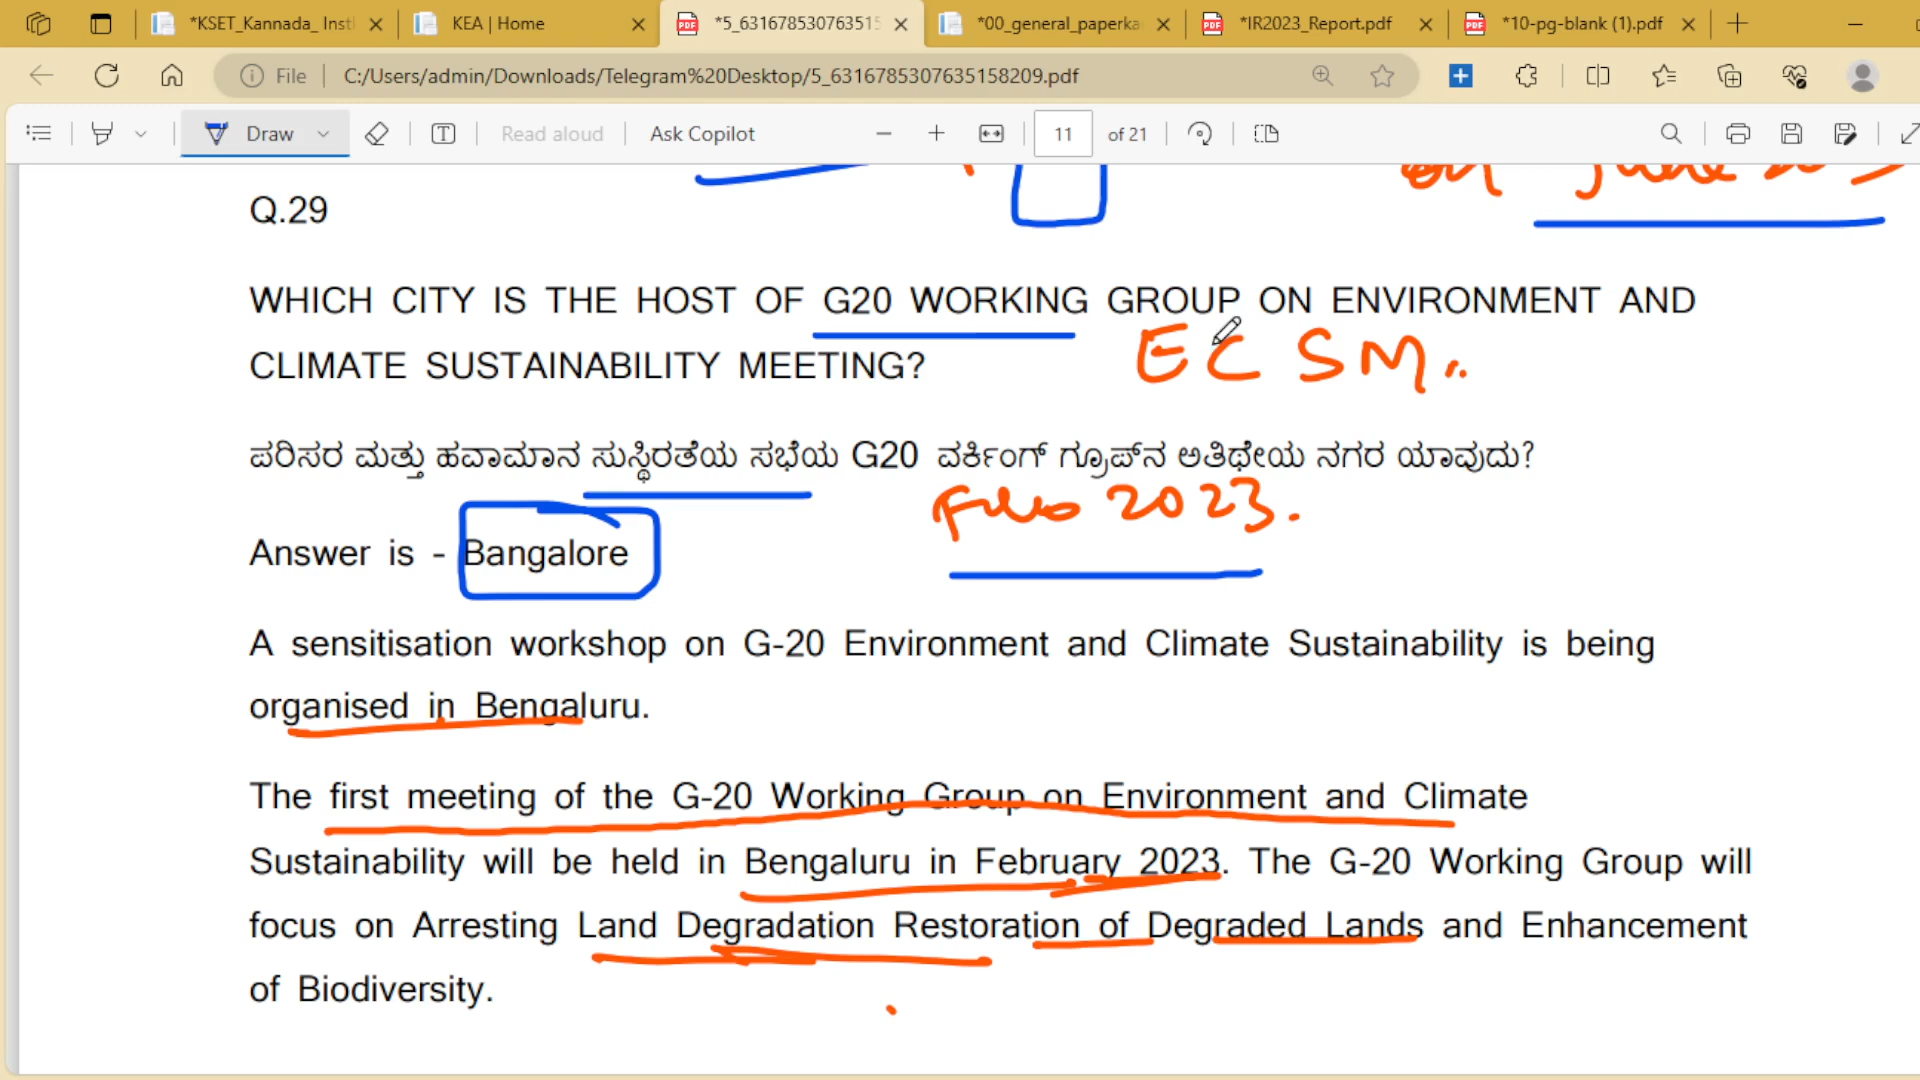 *KSET_Kannada_ Insti
KEA | Home
*5_631678530763515
*00_general_paperka
*IR2023_Report.pdf
*10-pg-blank (1).pdf
File
C:/Users/admin/Downloads/Telegram%20Desktop/5_6316785307635158209.pdf
Draw
Read aloud
Ask Copilot
11
of 21
Q.29
WHICH CITY IS THE HOST OF G20 WORKING GROUP ON ENVIRONMENT AND
CLIMATE SUSTAINABILITY MEETING?
E C S M
ಪರಿಸರ ಮತ್ತು ಹವಾಮಾನ ಸುಸ್ಥಿರತೆಯ ಸಭೆಯ G20 ವರ್ಕಿಂಗ್ ಗ್ರೂಪ್‌ನ ಅತಿಥೇಯ ನಗರ ಯಾವುದು?
2023.
Answer is - Bangalore
A sensitisation workshop on G-20 Environment and Climate Sustainability is being
organised in Bengaluru.
The first meeting of the G-20 Working Group on Environment and Climate
Sustainability will be held in Bengaluru in February 2023. The G-20 Working Group will
focus on Arresting Land Degradation Restoration of Degraded Lands and Enhancement
of Biodiversity.